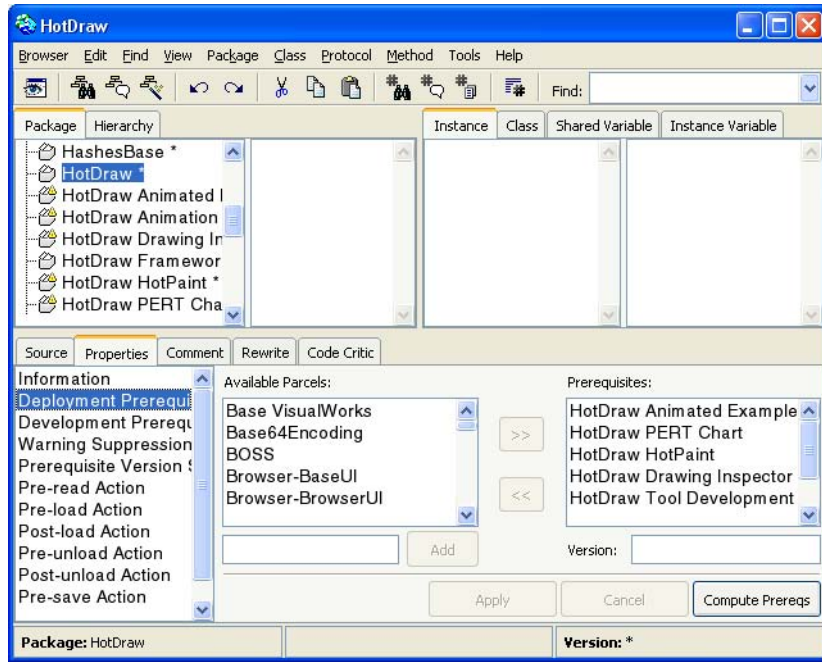 HotDraw
Browser Edit Find View Package Class Protocol Method Tools Help
Find:
Package Hierarchy
Instance Class Shared Variable Instance Variable
HashesBase *
HotDraw *
HotDraw Animated
HotDraw Animation
HotDraw Drawing In
HotDraw Framewor
HotDraw HotPaint *
HotDraw PERT Cha
Source Properties Comment Rewrite Code Critic
Information
Deployment Prerequi
Development Prerequ
Warning Suppression
Prerequisite Version
Pre-read Action
Pre-load Action
Post-load Action
Pre-unload Action
Post-unload Action
Pre-save Action
Available Parcels:
Base VisualWorks
Base64Encoding
BOSS
Browser-BaseUI
Browser-BrowserUI
>>
<<
Add
Prerequisites:
HotDraw Animated Example
HotDraw PERT Chart
HotDraw HotPaint
HotDraw Drawing Inspector
HotDraw Tool Development
Version:
Apply Cancel Compute Prereqs
Package: HotDraw
Version: *